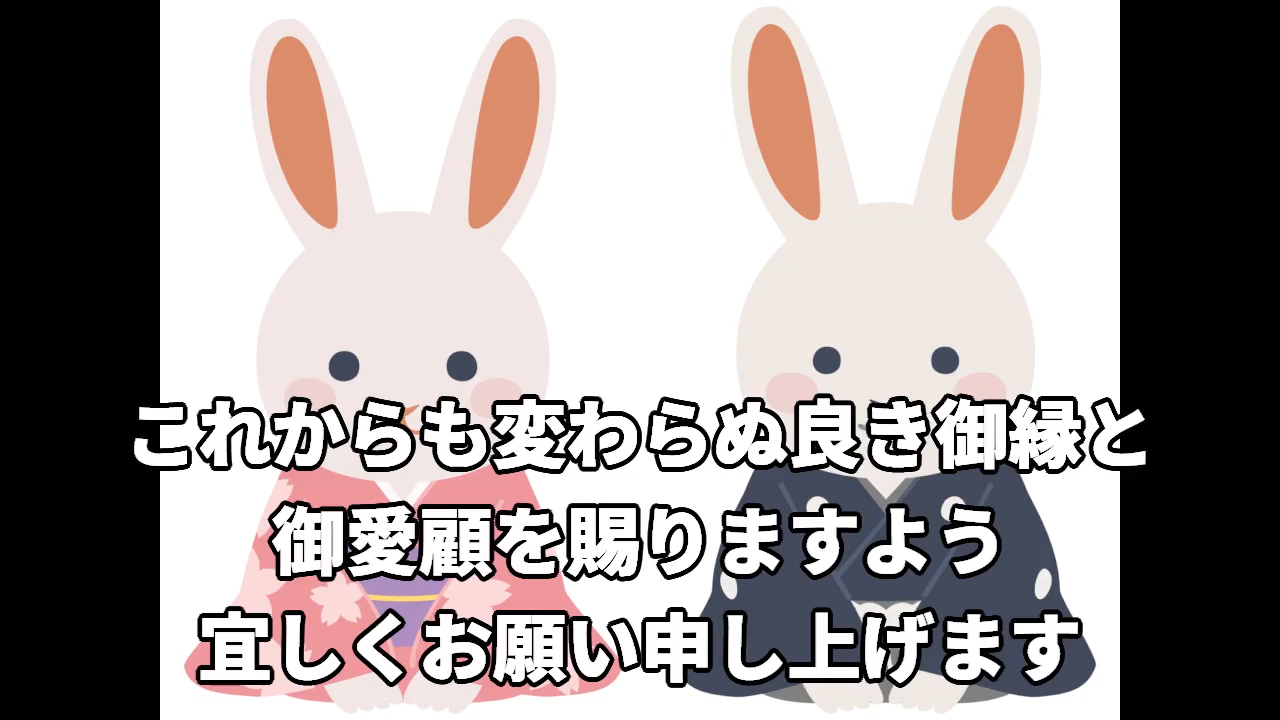 これからも変わらぬ良き御縁と
御愛顧を賜りますよう
宜しくお願い申し上げます